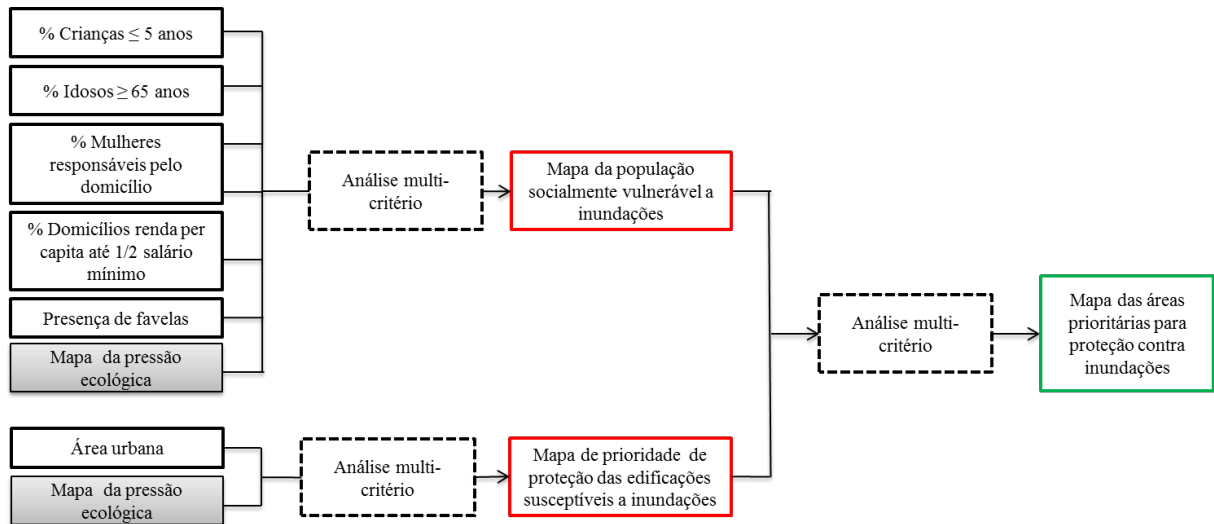 % Crianças ≤ 5 anos
% Idosos ≥ 65 anos
% Mulheres
responsáveis pelo
domicílio
% Domicílios renda per
capita até 1/2 salário
mínimo
Presença de favelas
Mapa da pressão
ecológica
Análise multi-
critério
Mapa da população
socialmente vulnerável a
inundações
Área urbana
Mapa da pressão
ecológica
Análise multi-
critério
Mapa de prioridade de
proteção das edificações
susceptíveis a inundações
Análise multi-
critério
Mapa das áreas
prioritárias para
proteção contra
inundações